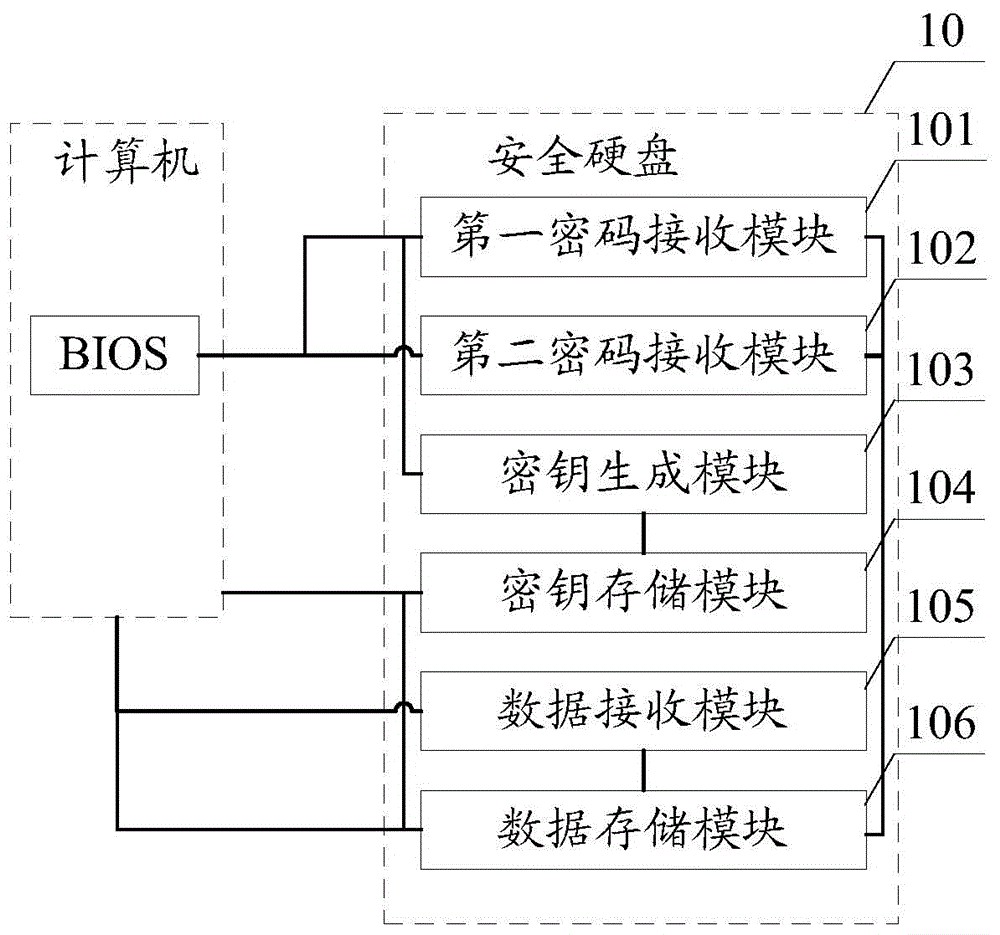 10
计算机
安全硬盘
101
第一密码接收模块
102
BIOS
第二密码接收模块
103
密钥生成模块
104
密钥存储模块
105
数据接收模块
106
数据存储模块